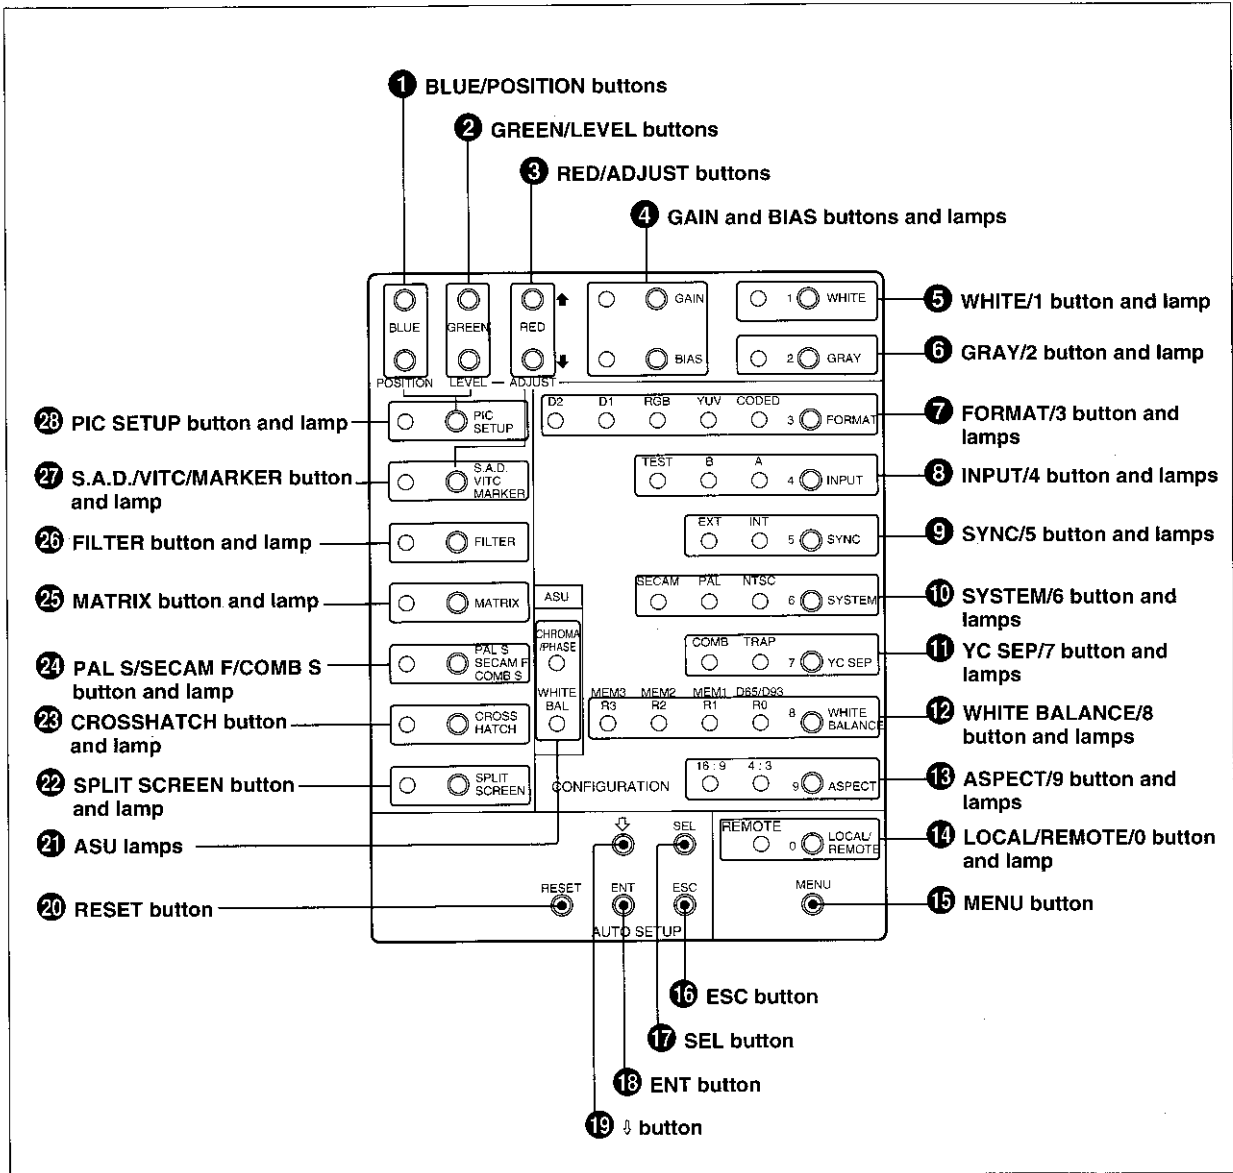 1 BLUE/POSITION buttons
2 GREEN/LEVEL buttons
3 RED/ADJUST buttons
4 GAIN and BIAS buttons and lamps
5 WHITE/1 button and lamp
6 GRAY/2 button and lamp
7 FORMAT/3 button and
lamps
8 INPUT/4 button and lamps
9 SYNC/5 button and lamps
10 SYSTEM/6 button and
lamps
11 YC SEP/7 button and
lamps
12 WHITE BALANCE/8
button and lamps
13 ASPECT/9 button and
lamps
14 LOCAL/REMOTE/0 button
and lamp
15 MENU button
16 ESC button
17 SEL button
18 ENT button
19 ⇩ button
20 RESET button
21 ASU lamps
22 SPLIT SCREEN button
and lamp
23 CROSSHATCH button
and lamp
24 PAL S/SECAM F/COMB S
button and lamp
25 MATRIX button and lamp
26 FILTER button and lamp
27 S.A.D./VITC/MARKER button
and lamp
28 PIC SETUP button and lamp
BLUE
GREEN
RED
POSITION
LEVEL
ADJUST
GAIN
BIAS
1 WHITE
2 GRAY
D2 D1 RGB YUV CODED
3 FORMAT
TEST B A
4 INPUT
EXT INT
5 SYNC
SECAM PAL NTSC
6 SYSTEM
COMB TRAP
7 YC SEP
MEM3 MEM2 MEM1 D65/D93
R3 R2 R1 R0
8 WHITE
BALANCE
16 : 9 4 : 3
9 ASPECT
CONFIGURATION
REMOTE
0 LOCAL/
REMOTE
MENU
PIC
SETUP
S.A.D.
VITC
MARKER
FILTER
MATRIX
PAL S
SECAM F
COMB S
CROSS
HATCH
SPLIT
SCREEN
ASU
CHROMA
/PHASE
WHITE
BAL
⇩
SEL
RESET
ENT
ESC
AUTO SETUP